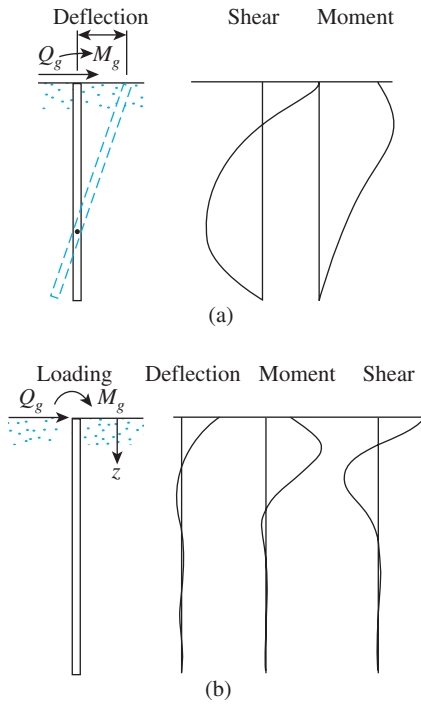 Deflection
Shear Moment
Q_g M_g
(a)
Loading Deflection Moment Shear
Q_g M_g
z
(b)